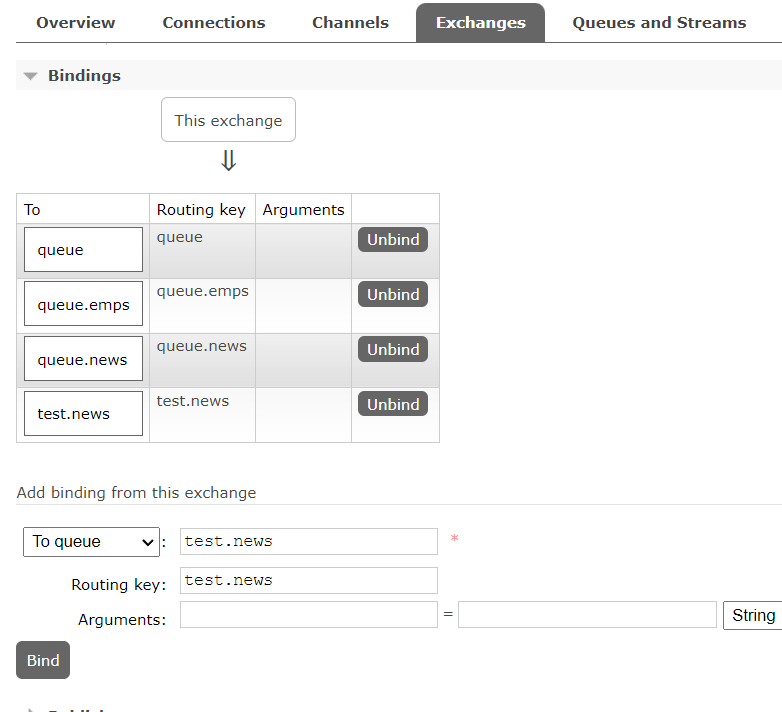 Overview Connections Channels Exchanges Queues and Streams
Bindings
This exchange
⇓
To Routing key Arguments
queue queue Unbind
queue.emps queue.emps Unbind
queue.news queue.news Unbind
test.news test.news Unbind
Add binding from this exchange
To queue : test.news *
Routing key: test.news
Arguments: = String
Bind